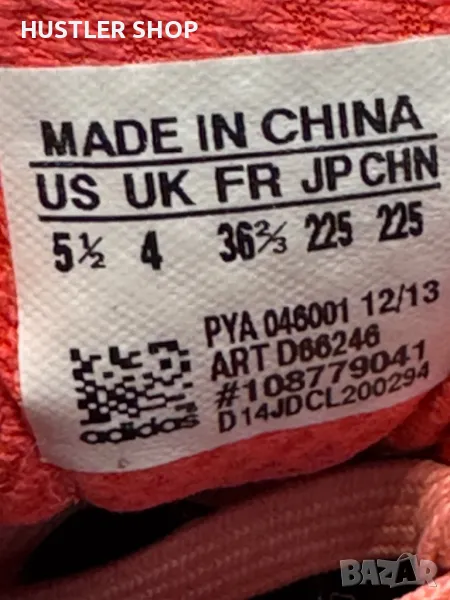 HUSTLER SHOP
MADE IN CHINA
US UK FR JP CHN
5½ 4 36⅔ 225 225
PYA 046001 12/13
ART D66246
#108779041
D14JDCL200294
adidas
bazar